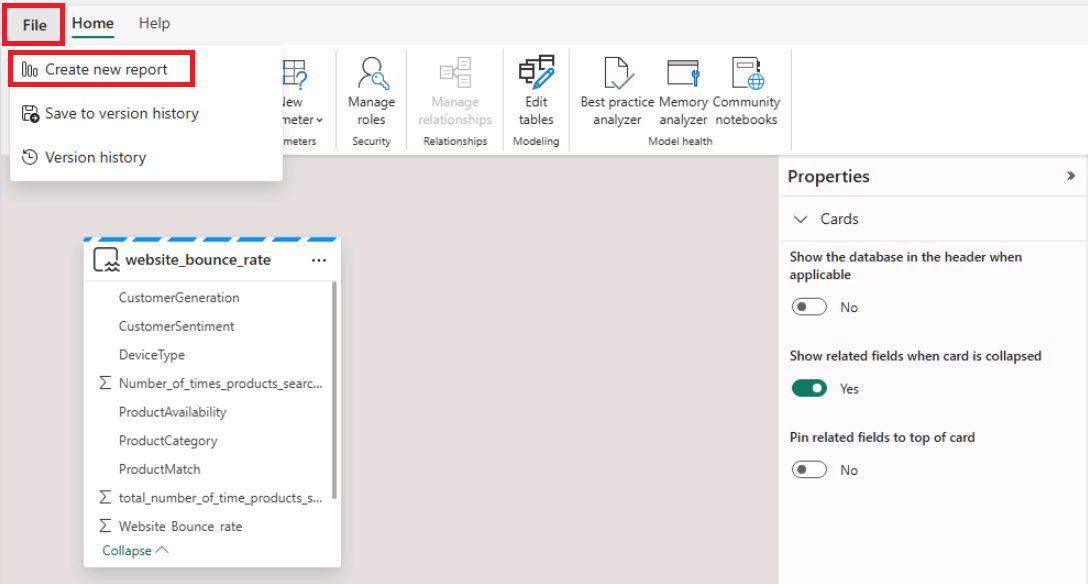 File Home Help
Create new report
Save to version history
Version history
New
meter
meters
Manage
roles
Security
Manage
relationships
Relationships
Edit
tables
Modeling
Best practice
analyzer
Memory
analyzer
Community
notebooks
Model health
website_bounce_rate
CustomerGeneration
CustomerSentiment
DeviceType
Number_of_times_products_searc...
ProductAvailability
ProductCategory
ProductMatch
total_number_of_time_products_s...
Website_Bounce_rate
Collapse
Properties
Cards
Show the database in the header when
applicable
No
Show related fields when card is collapsed
Yes
Pin related fields to top of card
No